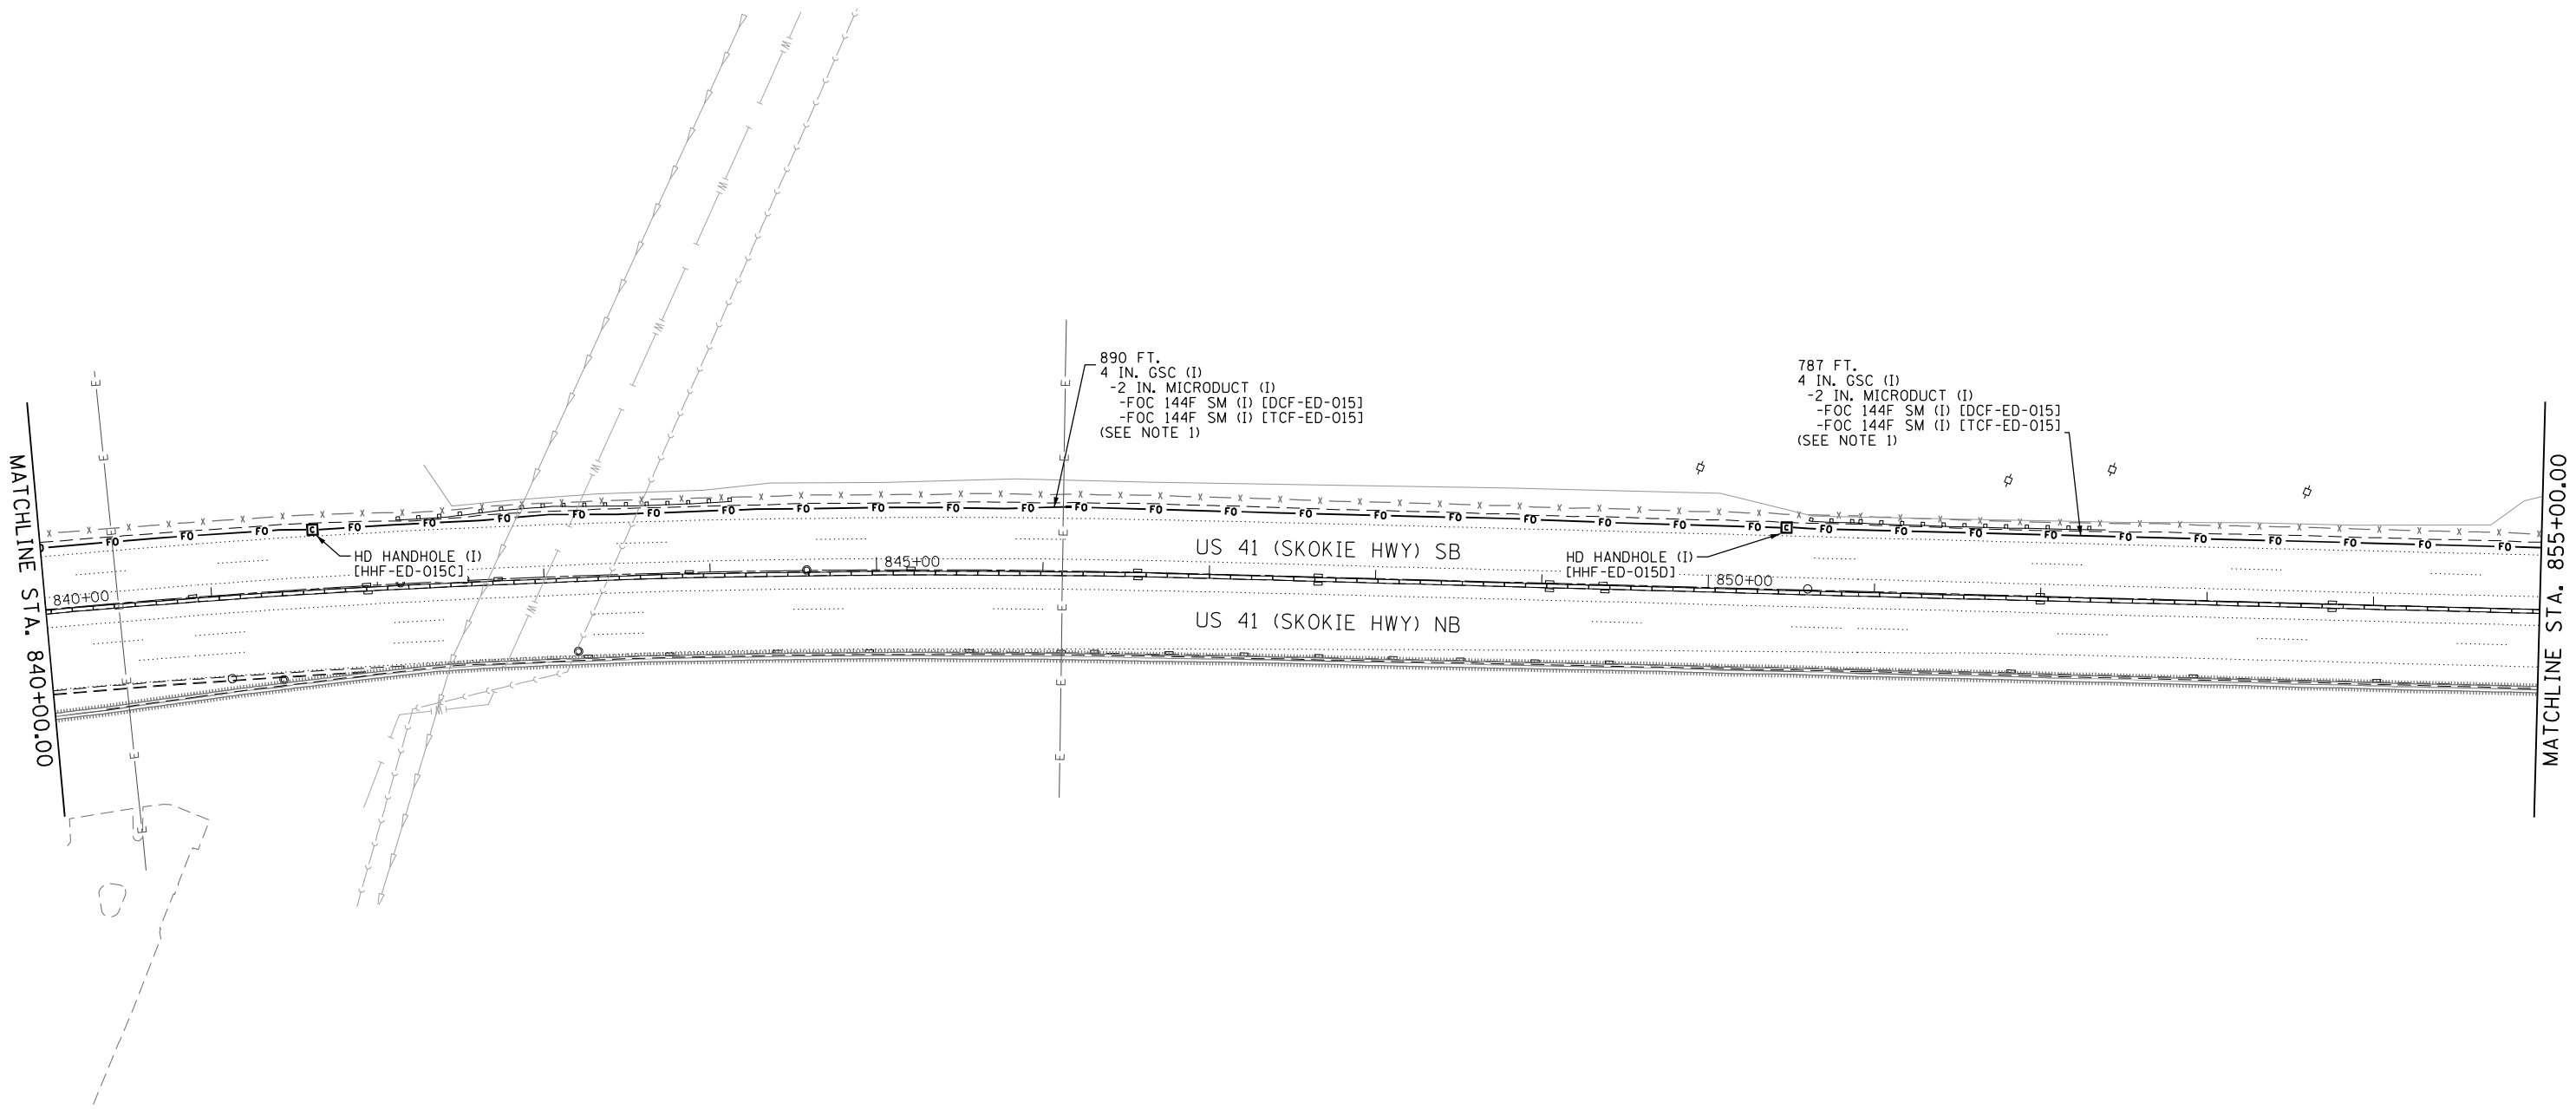 890 FT.
4 IN. GSC (I)
-2 IN. MICRODUCT (I)
-FOC 144F SM (I) [DCF-ED-015]
-FOC 144F SM (I) [TCF-ED-015]
(SEE NOTE 1)
787 FT.
4 IN. GSC (I)
-2 IN. MICRODUCT (I)
-FOC 144F SM (I) [DCF-ED-015]
-FOC 144F SM (I) [TCF-ED-015]
(SEE NOTE 1)
MATCHLINE STA. 840+00.00
HD HANDHOLE (I)
[HHF-ED-015C]
840+00
845+00
US 41 (SKOKIE HWY) SB
HD HANDHOLE (I)
[HHF-ED-015D]
850+00
US 41 (SKOKIE HWY) NB
MATCHLINE STA. 855+00.00